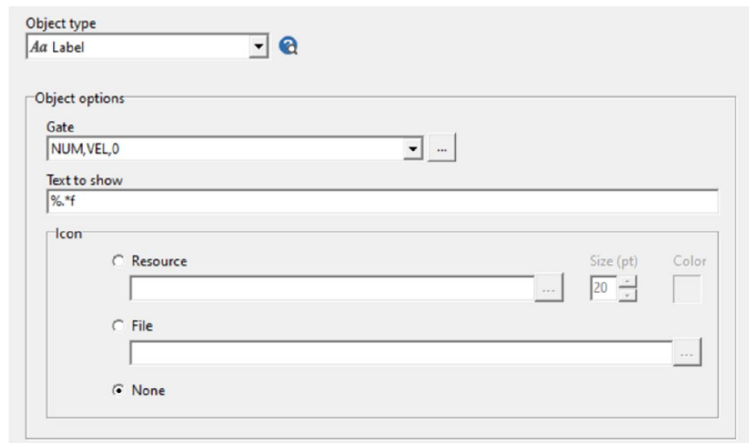 Object type
Aa Label
Object options
Gate
NUM,VEL,0
...
Text to show
%.*f
Icon
Resource
Size (pt)
Color
...
20
File
...
None